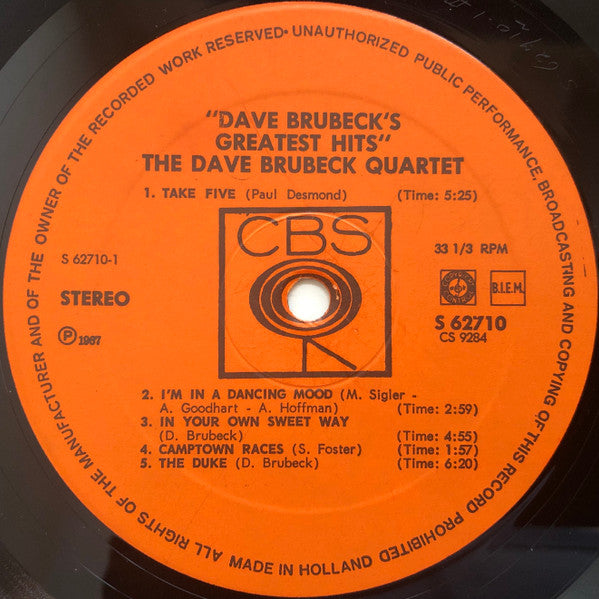 ALL RIGHTS OF THE MANUFACTURER AND OF THE OWNER OF THE RECORDED WORK RESERVED · UNAUTHORIZED PUBLIC PERFORMANCE, BROADCASTING AND COPYING OF THIS RECORD PROHIBITED
"DAVE BRUBECK'S
GREATEST HITS"
THE DAVE BRUBECK QUARTET
1. TAKE FIVE (Paul Desmond) (Time: 5:25)
CBS
S 62710-1
33 1/3 RPM
STEREO
B.I.E.M.
S 62710
CS 9284
Ⓟ 1967
2. I'M IN A DANCING MOOD (M. Sigler -
A. Goodhart - A. Hoffman) (Time: 2:59)
3. IN YOUR OWN SWEET WAY
(D. Brubeck) (Time: 4:55)
4. CAMPTOWN RACES (S. Foster) (Time: 1:57)
5. THE DUKE (D. Brubeck) (Time: 6:20)
MADE IN HOLLAND